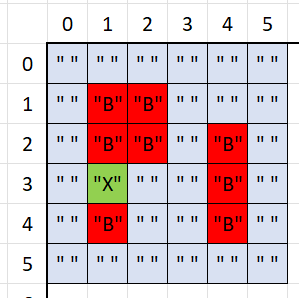 0 1 2 3 4 5
0 " " " " " " " " " " " "
1 " " "B" "B" " " " " " "
2 " " "B" "B" " " "B" " "
3 " " "X" " " " " "B" " "
4 " " "B" " " " " "B" " "
5 " " " " " " " " " " " "